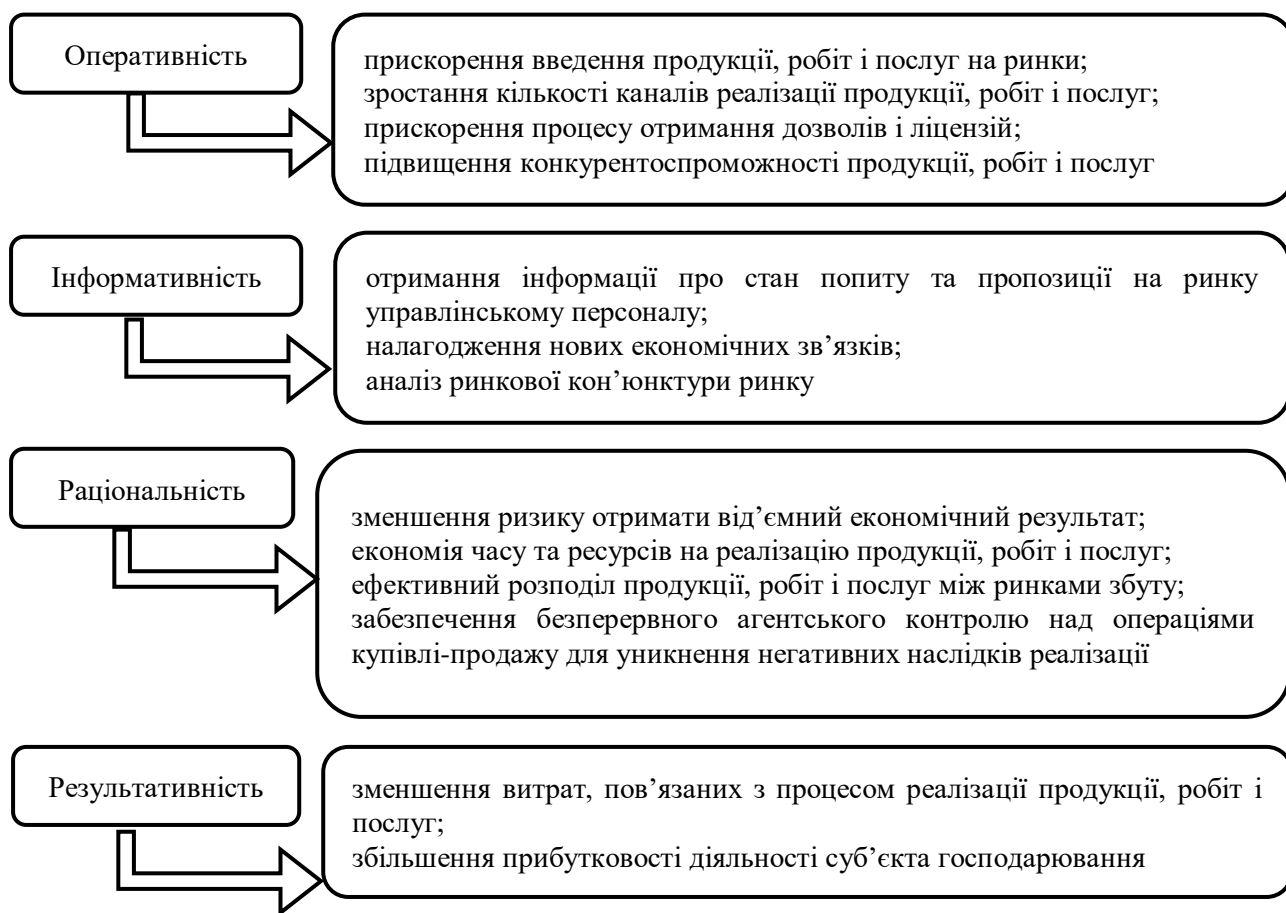 Оперативність
прискорення введення продукції, робіт і послуг на ринки;
зростання кількості каналів реалізації продукції, робіт і послуг;
прискорення процесу отримання дозволів і ліцензій;
підвищення конкурентоспроможності продукції, робіт і послуг
Інформативність
отримання інформації про стан попиту та пропозиції на ринку
управлінському персоналу;
налагодження нових економічних зв’язків;
аналіз ринкової кон’юнктури ринку
Раціональність
зменшення ризику отримати від’ємний економічний результат;
економія часу та ресурсів на реалізацію продукції, робіт і послуг;
ефективний розподіл продукції, робіт і послуг між ринками збуту;
забезпечення безперервного агентського контролю над операціями
купівлі-продажу для уникнення негативних наслідків реалізації
Результативність
зменшення витрат, пов’язаних з процесом реалізації продукції, робіт і
послуг;
збільшення прибутковості діяльності суб’єкта господарювання